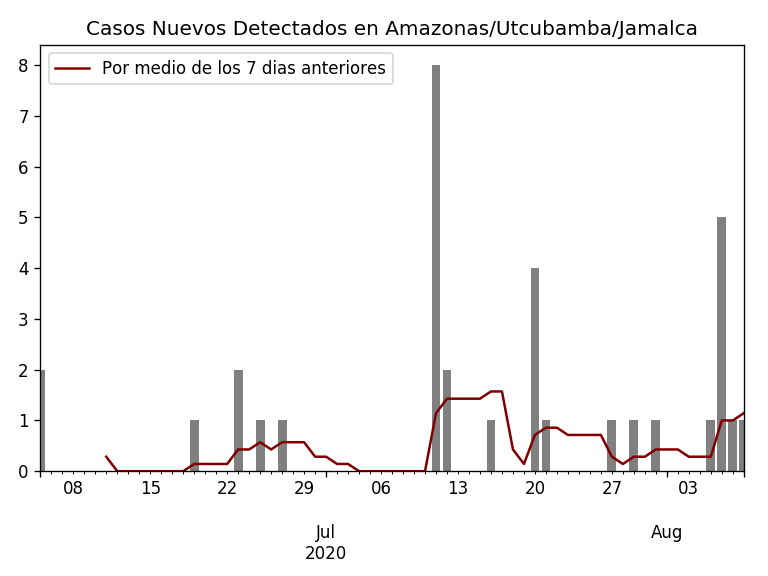 Casos Nuevos Detectados en Amazonas/Utcubamba/Jamalca
Por medio de los 7 dias anteriores
8
7
6
5
4
3
2
1
0
08 15 22 29 06 13 20 27 03
Jul Aug
2020